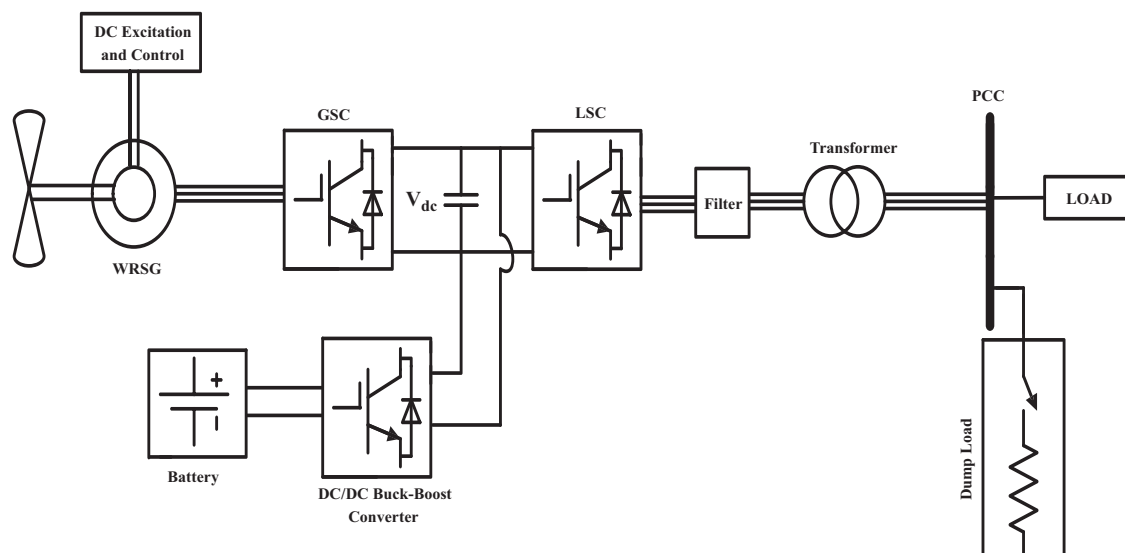 DC Excitation
and Control
GSC
LSC
PCC
Transformer
V_dc
Filter
LOAD
WRSG
+
−
Battery
DC/DC Buck-Boost
Converter
Dump Load